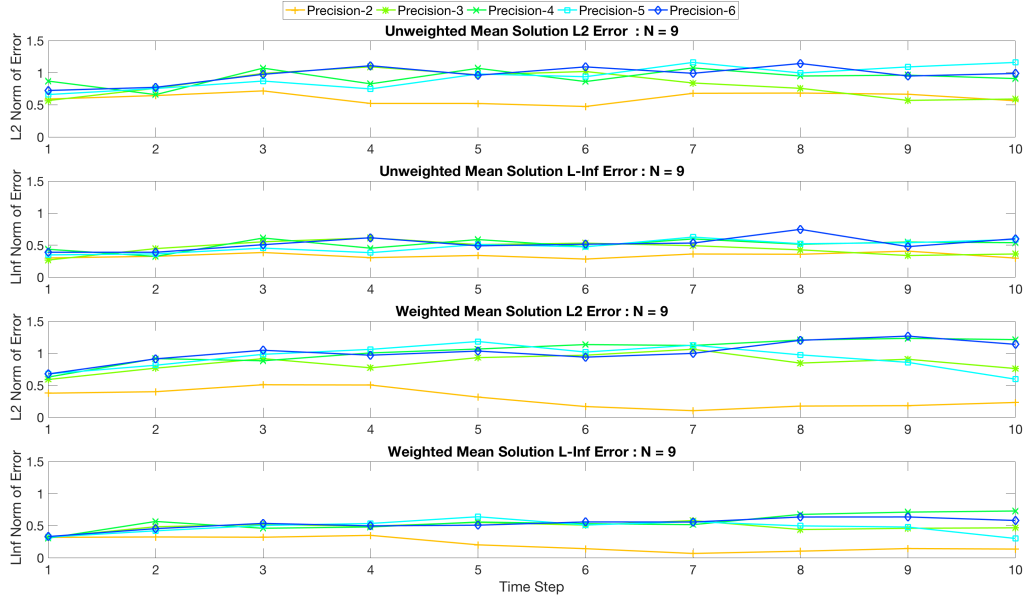 Precision-2 Precision-3 Precision-4 Precision-5 Precision-6
Unweighted Mean Solution L2 Error : N = 9
L2 Norm of Error
1.5
1
0.5
0
1 2 3 4 5 6 7 8 9 10
Unweighted Mean Solution L-Inf Error : N = 9
LInf Norm of Error
1.5
1
0.5
0
1 2 3 4 5 6 7 8 9 10
Weighted Mean Solution L2 Error : N = 9
L2 Norm of Error
1.5
1
0.5
0
1 2 3 4 5 6 7 8 9 10
Weighted Mean Solution L-Inf Error : N = 9
LInf Norm of Error
1.5
1
0.5
0
1 2 3 4 5 6 7 8 9 10
Time Step